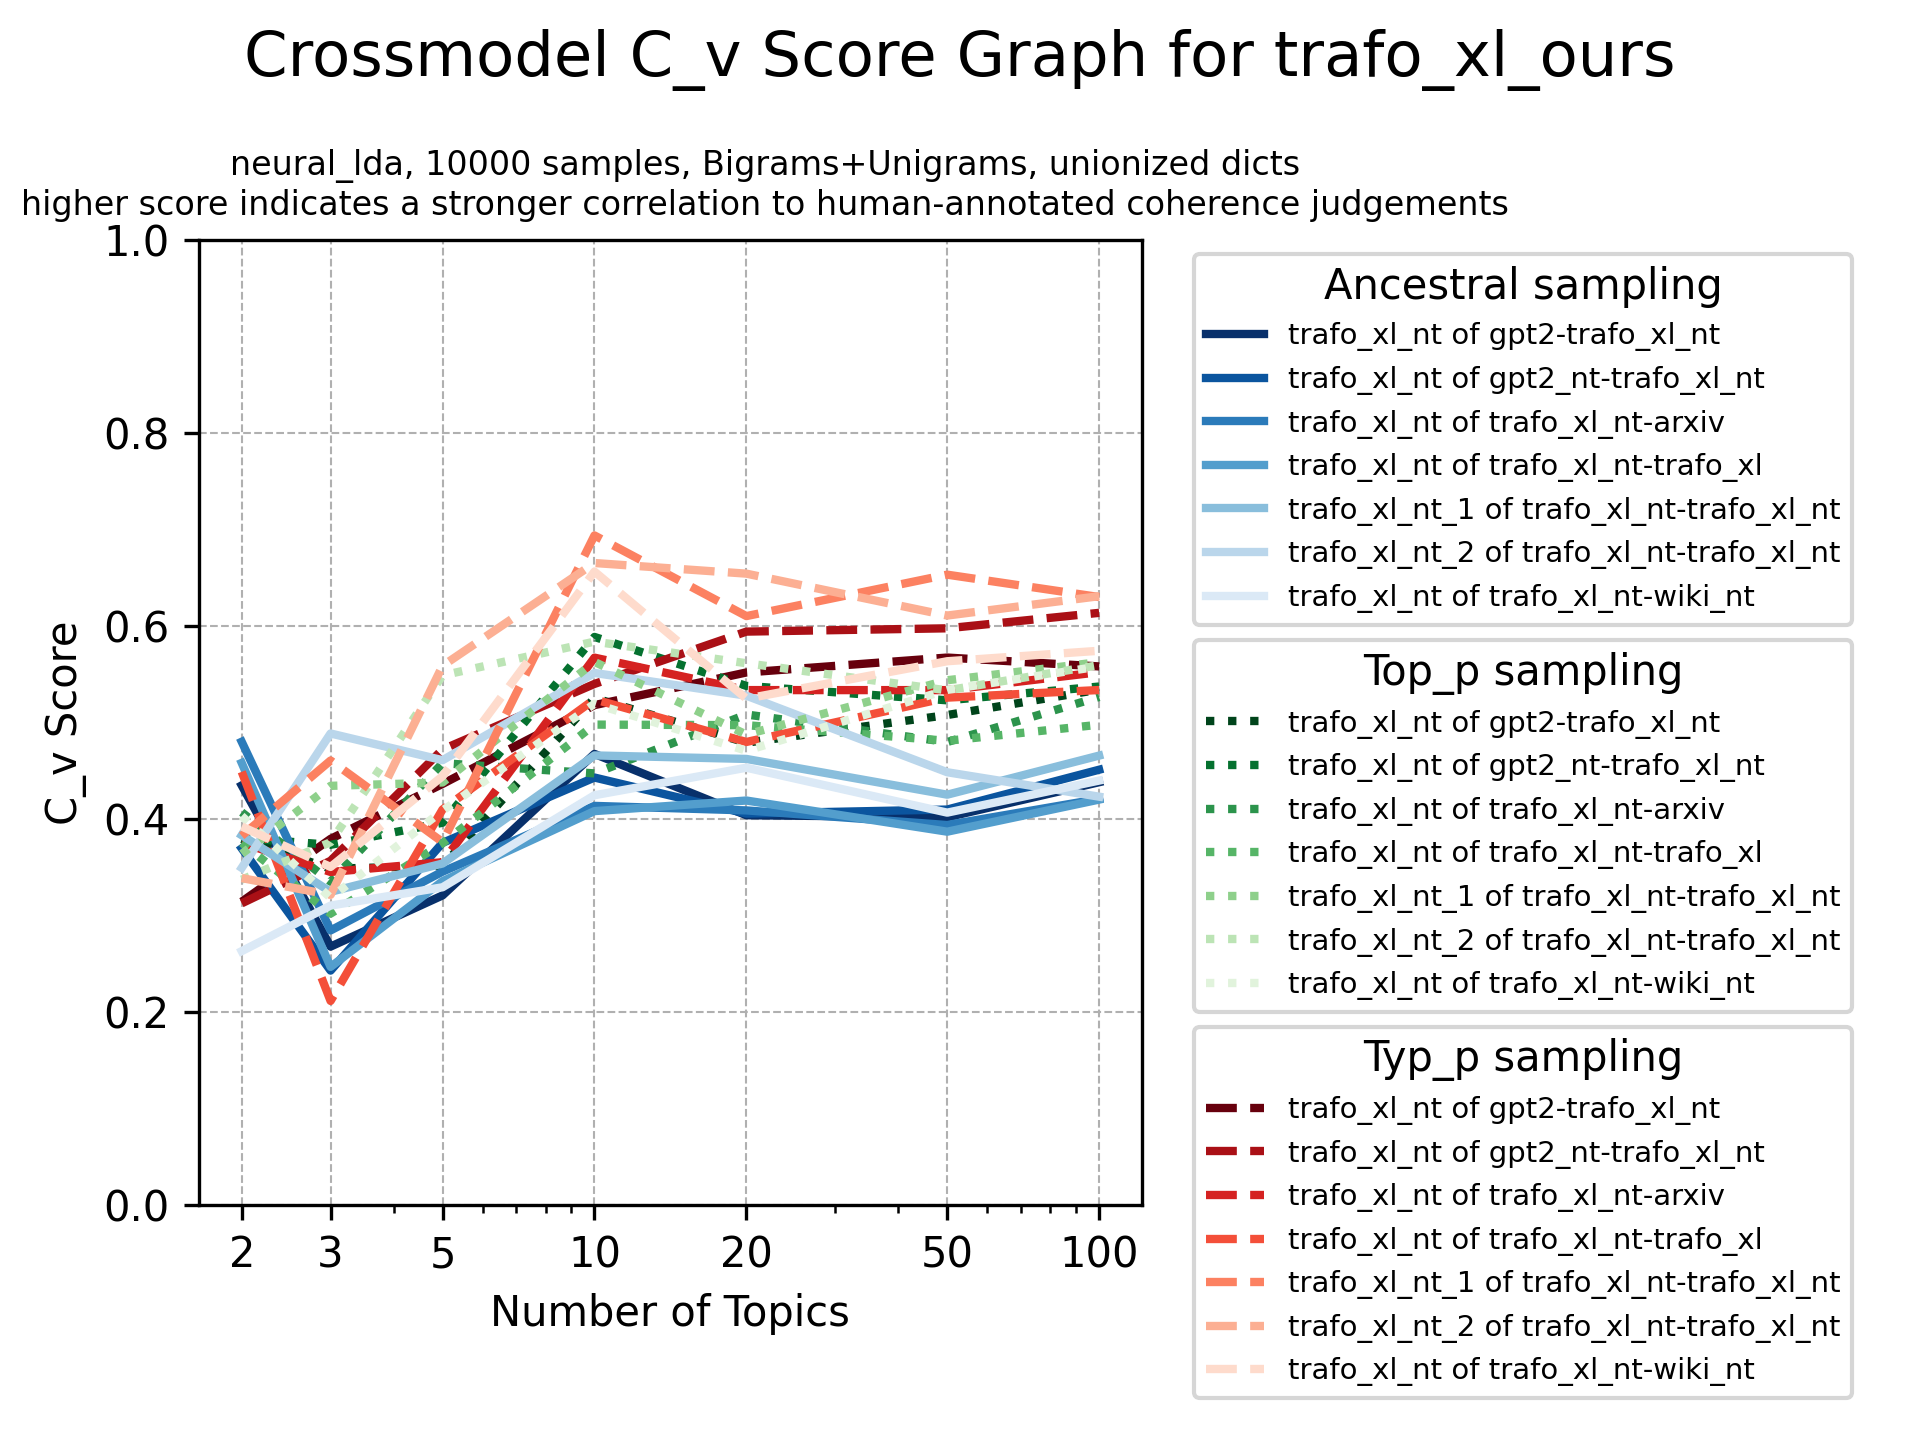 Crossmodel C_v Score Graph for trafo_xl_ours
neural_lda, 10000 samples, Bigrams+Unigrams, unionized dicts
higher score indicates a stronger correlation to human-annotated coherence judgements
1.0
0.8
0.6
0.4
0.2
0.0
C_v Score
2 3 5 10 20 50 100
Number of Topics
Ancestral sampling
trafo_xl_nt of gpt2-trafo_xl_nt
trafo_xl_nt of gpt2_nt-trafo_xl_nt
trafo_xl_nt of trafo_xl_nt-arxiv
trafo_xl_nt of trafo_xl_nt-trafo_xl
trafo_xl_nt_1 of trafo_xl_nt-trafo_xl_nt
trafo_xl_nt_2 of trafo_xl_nt-trafo_xl_nt
trafo_xl_nt of trafo_xl_nt-wiki_nt
Top_p sampling
trafo_xl_nt of gpt2-trafo_xl_nt
trafo_xl_nt of gpt2_nt-trafo_xl_nt
trafo_xl_nt of trafo_xl_nt-arxiv
trafo_xl_nt of trafo_xl_nt-trafo_xl
trafo_xl_nt_1 of trafo_xl_nt-trafo_xl_nt
trafo_xl_nt_2 of trafo_xl_nt-trafo_xl_nt
trafo_xl_nt of trafo_xl_nt-wiki_nt
Typ_p sampling
trafo_xl_nt of gpt2-trafo_xl_nt
trafo_xl_nt of gpt2_nt-trafo_xl_nt
trafo_xl_nt of trafo_xl_nt-arxiv
trafo_xl_nt of trafo_xl_nt-trafo_xl
trafo_xl_nt_1 of trafo_xl_nt-trafo_xl_nt
trafo_xl_nt_2 of trafo_xl_nt-trafo_xl_nt
trafo_xl_nt of trafo_xl_nt-wiki_nt